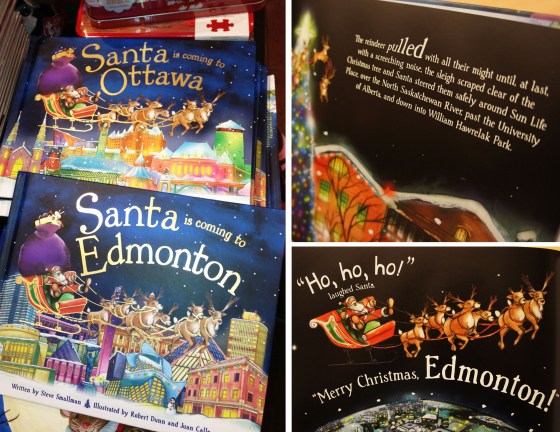 Santa is coming to
Ottawa
Santa is coming to
Edmonton
Written by Steve Smallman
Illustrated by Robert Dunn and Joan
The reindeer pulled with all their might until, at last,
with a screeching noise, the sleigh scraped clear of the
Christmas tree and Santa steered them safely around Sun Life
Place, over the North Saskatchewan River, past the University
of Alberta, and down into William Hawrelak Park.
"Ho, ho, ho!"
laughed Santa.
"Merry Christmas, Edmonton!